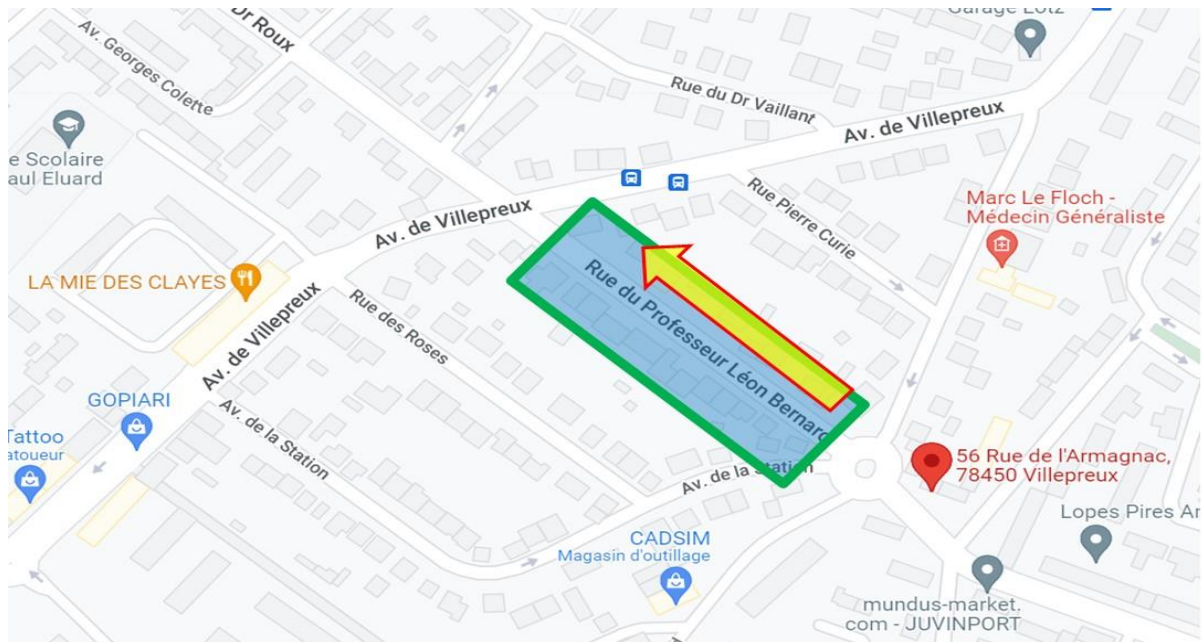 Garage Lotz
Dr Roux
Av. Georges Colette
Rue du Dr Vaillant
Av. de Villepreux
e Scolaire
aul Eluard
Rue Pierre Curie
Marc Le Floch -
Médecin Généraliste
Av. de Villepreux
LA MIE DES CLAYES
Rue du Professeur Léon Bernard
Rue des Roses
Av. de Villepreux
GOPIARI
Av. de la Station
Tattoo
atoueur
56 Rue de l'Armagnac,
78450 Villepreux
Av. de la Station
Lopes Pires Ar
CADSIM
Magasin d'outillage
mundus-market.
com - JUVINPORT